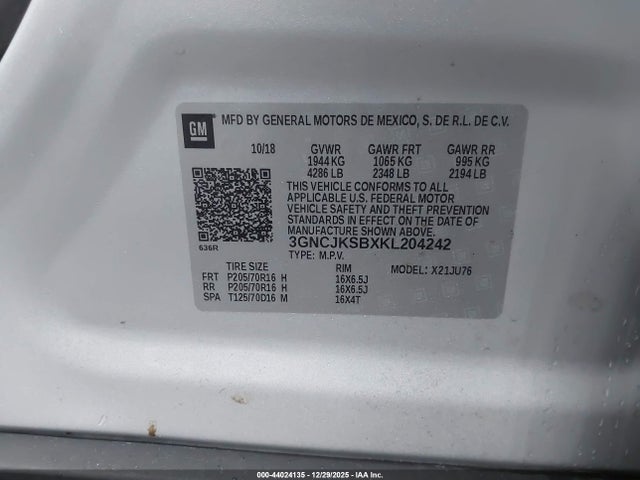 GM
MFD BY GENERAL MOTORS DE MEXICO, S. DE R.L. DE C.V.
10/18 GVWR GAWR FRT GAWR RR
1944 KG 1065 KG 995 KG
4286 LB 2348 LB 2194 LB
THIS VEHICLE CONFORMS TO ALL
APPLICABLE U.S. FEDERAL MOTOR
VEHICLE SAFETY AND THEFT PREVENTION
STANDARDS IN EFFECT ON THE DATE OF
MANUFACTURE SHOWN ABOVE.
636R 3GNCJKSBXKL204242
TYPE: M.P.V.
TIRE SIZE RIM MODEL: X21JU76
FRT P205/70R16 H 16X6.5J
RR P205/70R16 H 16X6.5J
SPA T125/70D16 M 16X4T
000-44024135 - 12/29/2025 - IAA Inc.